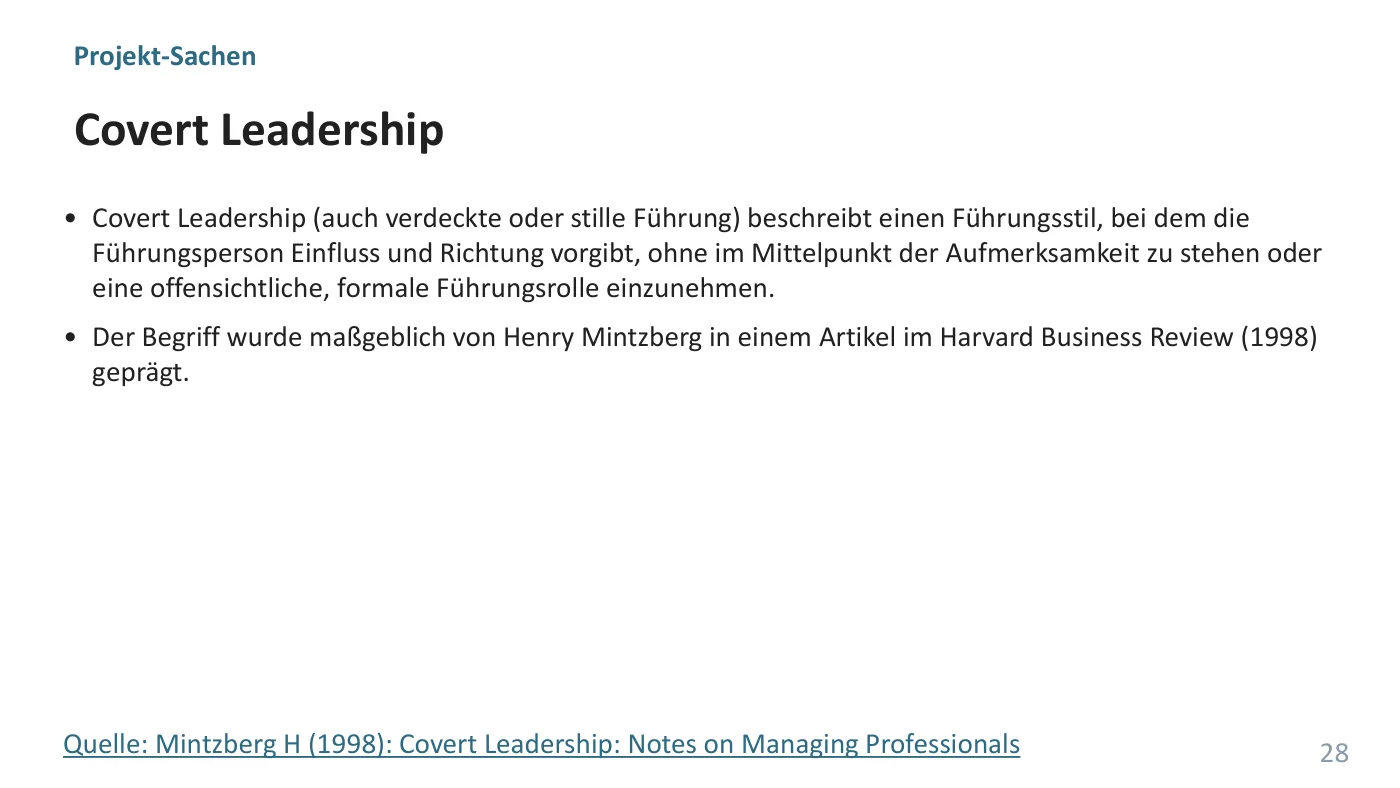 Projekt-Sachen
Covert Leadership
• Covert Leadership (auch verdeckte oder stille Führung) beschreibt einen Führungsstil, bei dem die
Führungsperson Einfluss und Richtung vorgibt, ohne im Mittelpunkt der Aufmerksamkeit zu stehen oder
eine offensichtliche, formale Führungsrolle einzunehmen.
• Der Begriff wurde maßgeblich von Henry Mintzberg in einem Artikel im Harvard Business Review (1998)
geprägt.
Quelle: Mintzberg H (1998): Covert Leadership: Notes on Managing Professionals
28